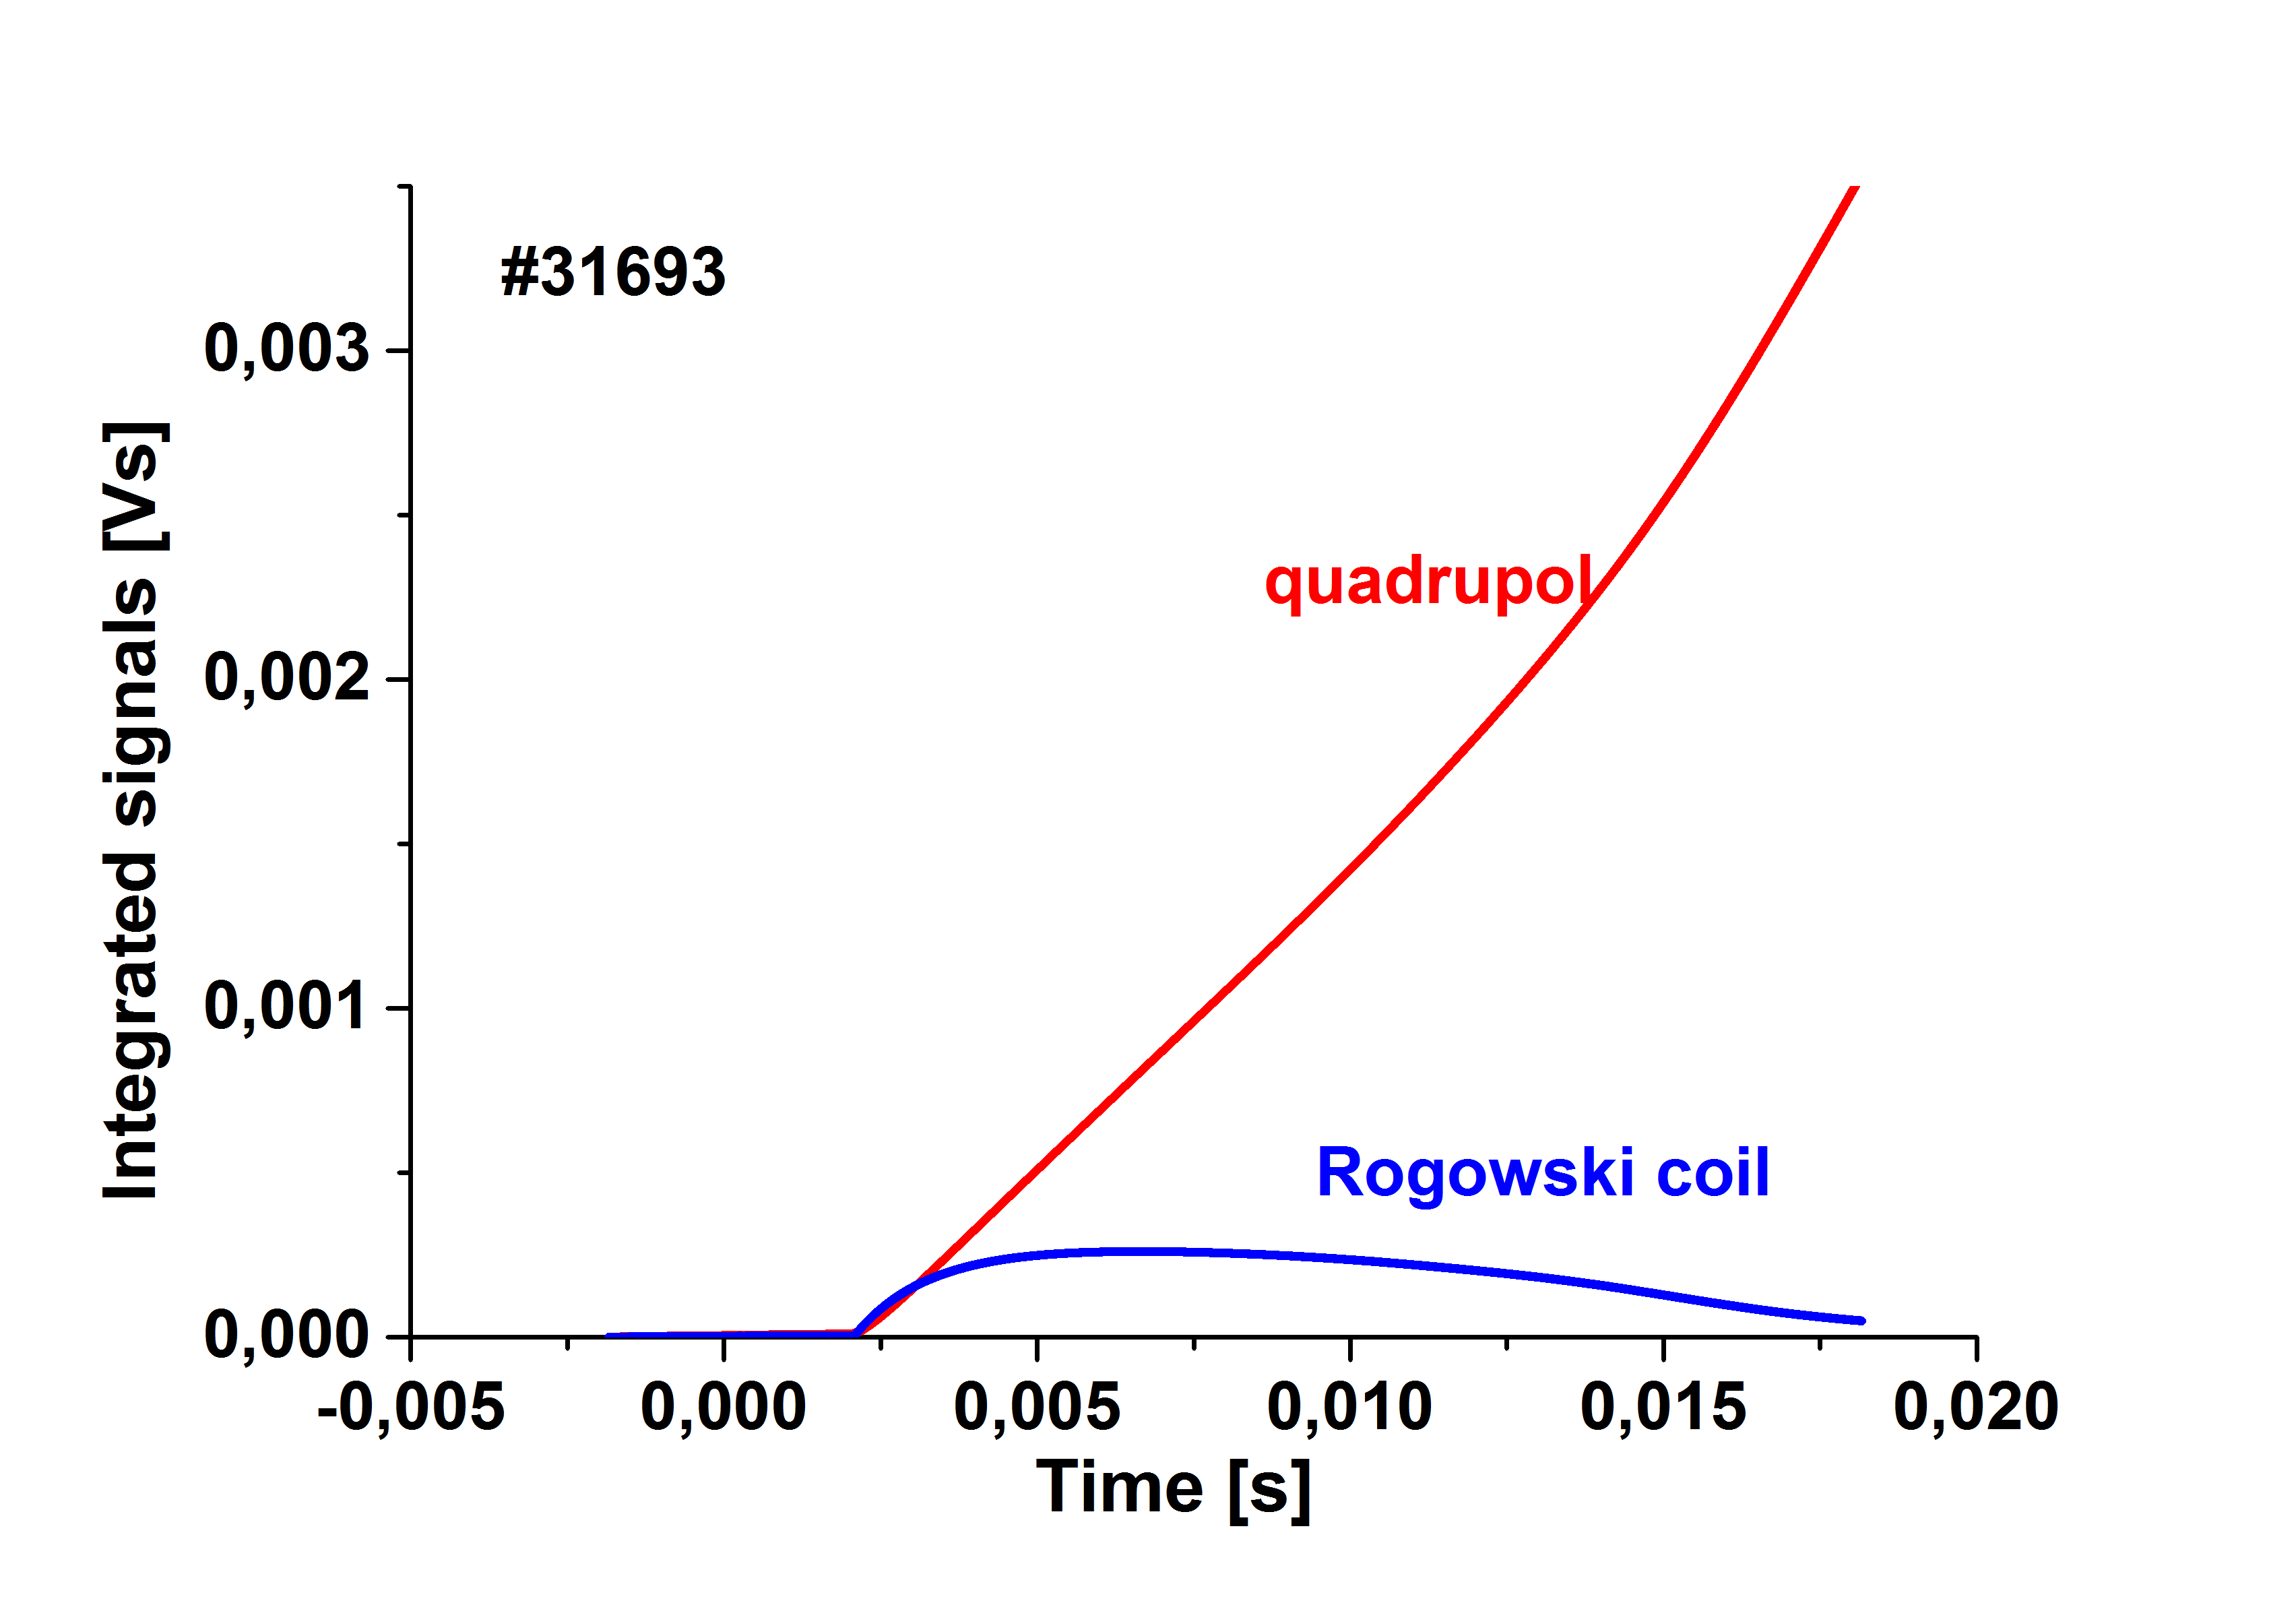 #31693
0,003
0,002
0,001
0,000
Integrated signals [Vs]
quadrupol
Rogowski coil
-0,005 0,000 0,005 0,010 0,015 0,020
Time [s]